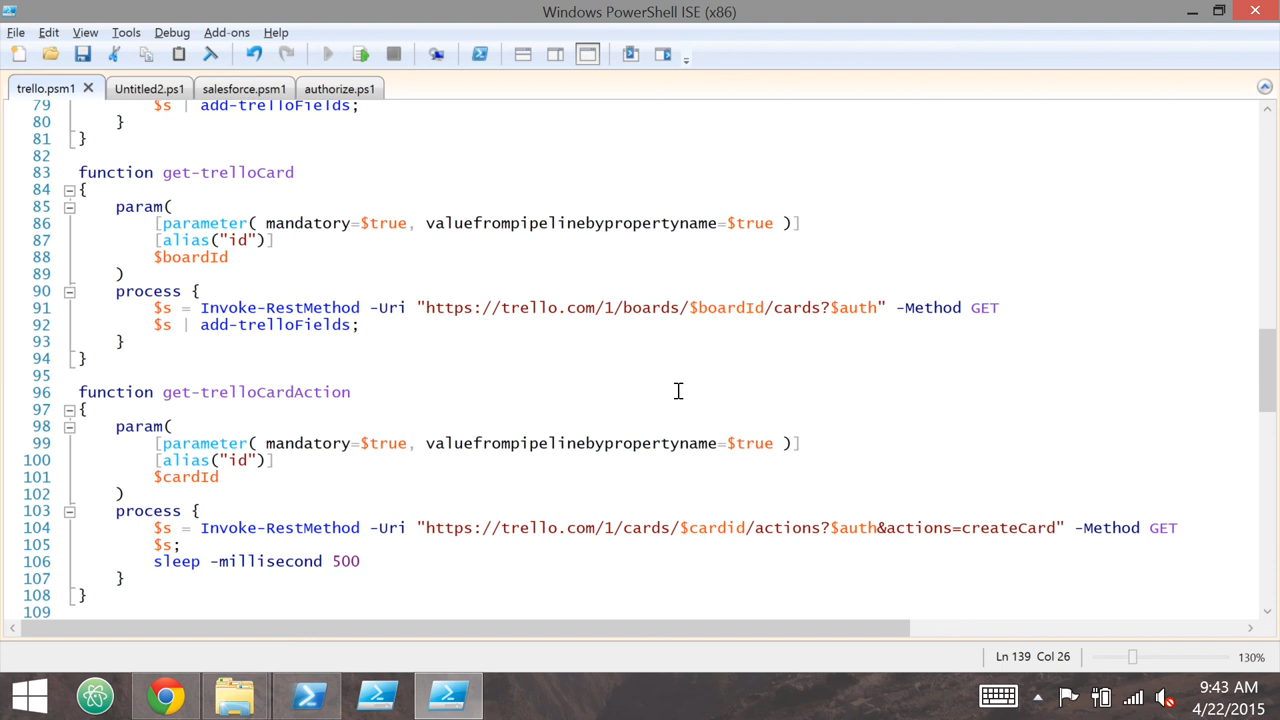 Windows PowerShell ISE (x86)
File Edit View Tools Debug Add-ons Help
trello.psm1 Untitled2.ps1 salesforce.psm1 authorize.ps1
79 $s | add-trelloFields;
80 }
81 }
82
83 function get-trelloCard
84 {
85 param(
86 [parameter( mandatory=$true, valuefrompipelinebypropertyname=$true )]
87 [alias("id")]
88 $boardId
89 )
90 process {
91 $s = Invoke-RestMethod -Uri "https://trello.com/1/boards/$boardId/cards?$auth" -Method GET
92 $s | add-trelloFields;
93 }
94 }
95
96 function get-trelloCardAction
97 {
98 param(
99 [parameter( mandatory=$true, valuefrompipelinebypropertyname=$true )]
100 [alias("id")]
101 $cardId
102 )
103 process {
104 $s = Invoke-RestMethod -Uri "https://trello.com/1/cards/$cardid/actions?$auth&actions=createCard" -Method GET
105 $s;
106 sleep -millisecond 500
107 }
108 }
109
Ln 139 Col 26 130%
9:43 AM
4/22/2015